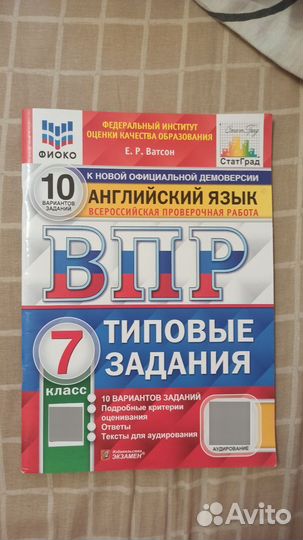 ФЕДЕРАЛЬНЫЙ ИНСТИТУТ
ОЦЕНКИ КАЧЕСТВА ОБРАЗОВАНИЯ
Е. Р. Ватсон
ФИОКО
СтатГрад
К НОВОЙ ОФИЦИАЛЬНОЙ ДЕМОВЕРСИИ
10
ВАРИАНТОВ
ЗАДАНИЙ
АНГЛИЙСКИЙ ЯЗЫК
ВСЕРОССИЙСКАЯ ПРОВЕРОЧНАЯ РАБОТА
ВПР
7
КЛАСС
ТИПОВЫЕ
ЗАДАНИЯ
10 ВАРИАНТОВ ЗАДАНИЙ
Подробные критерии
оценивания
Ответы
Тексты для аудирования
АУДИРОВАНИЕ
Издательство
ЭКЗАМЕН
Avito